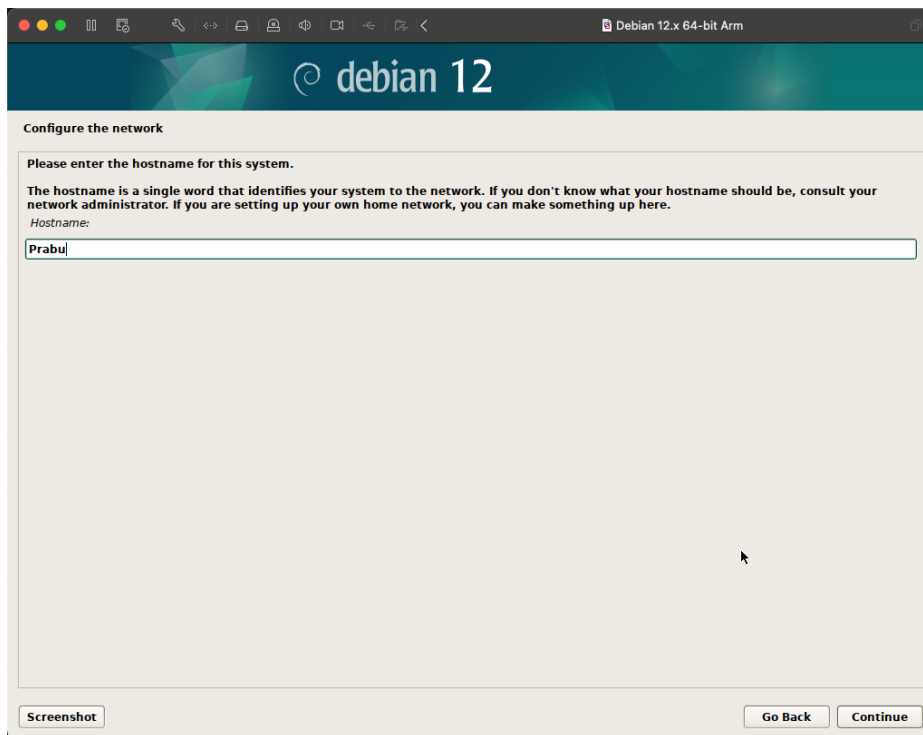 Debian 12.x 64-bit Arm
debian 12
Configure the network
Please enter the hostname for this system.
The hostname is a single word that identifies your system to the network. If you don't know what your hostname should be, consult your
network administrator. If you are setting up your own home network, you can make something up here.
Hostname:
Prabu
Screenshot
Go Back
Continue